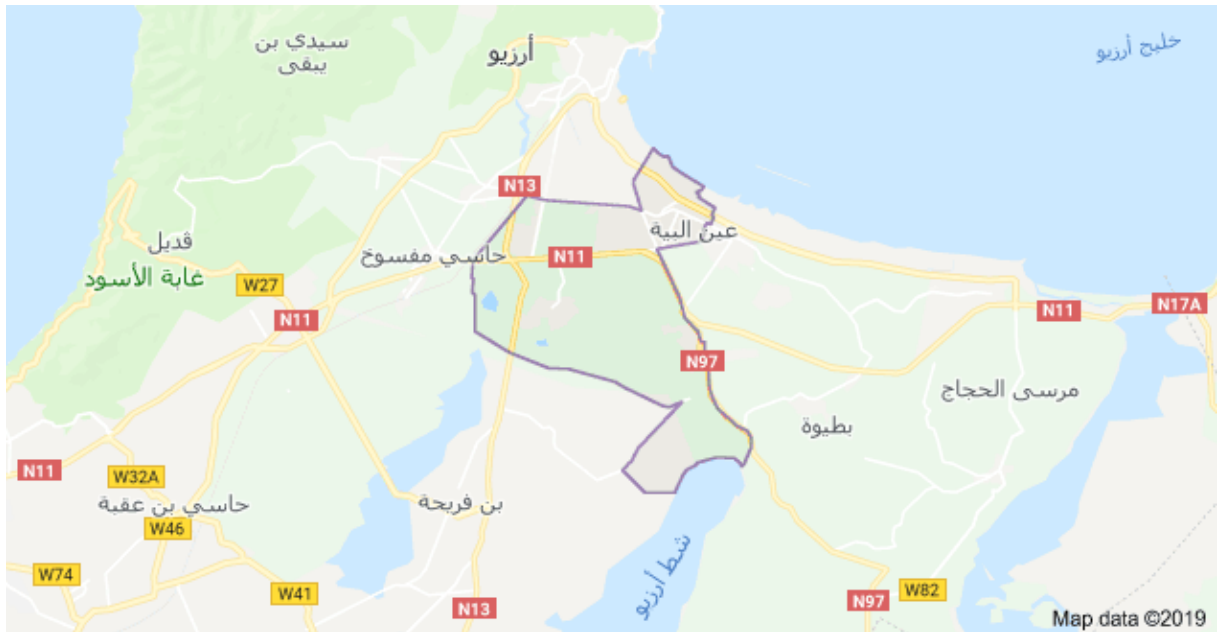 سيدي بن
يبقى
أرزيو
خليج أرزيو
N13
عين البية
ڤديل
حاسي مفسوخ
N11
غابة الأسود
W27
N11
N11
N17A
N97
مرسى الحجاج
بطيوة
N11
W32A
حاسي بن عقبة
بن فريحة
W46
شط أرزيو
W74
W41
N13
N97
W82
Map data ©2019